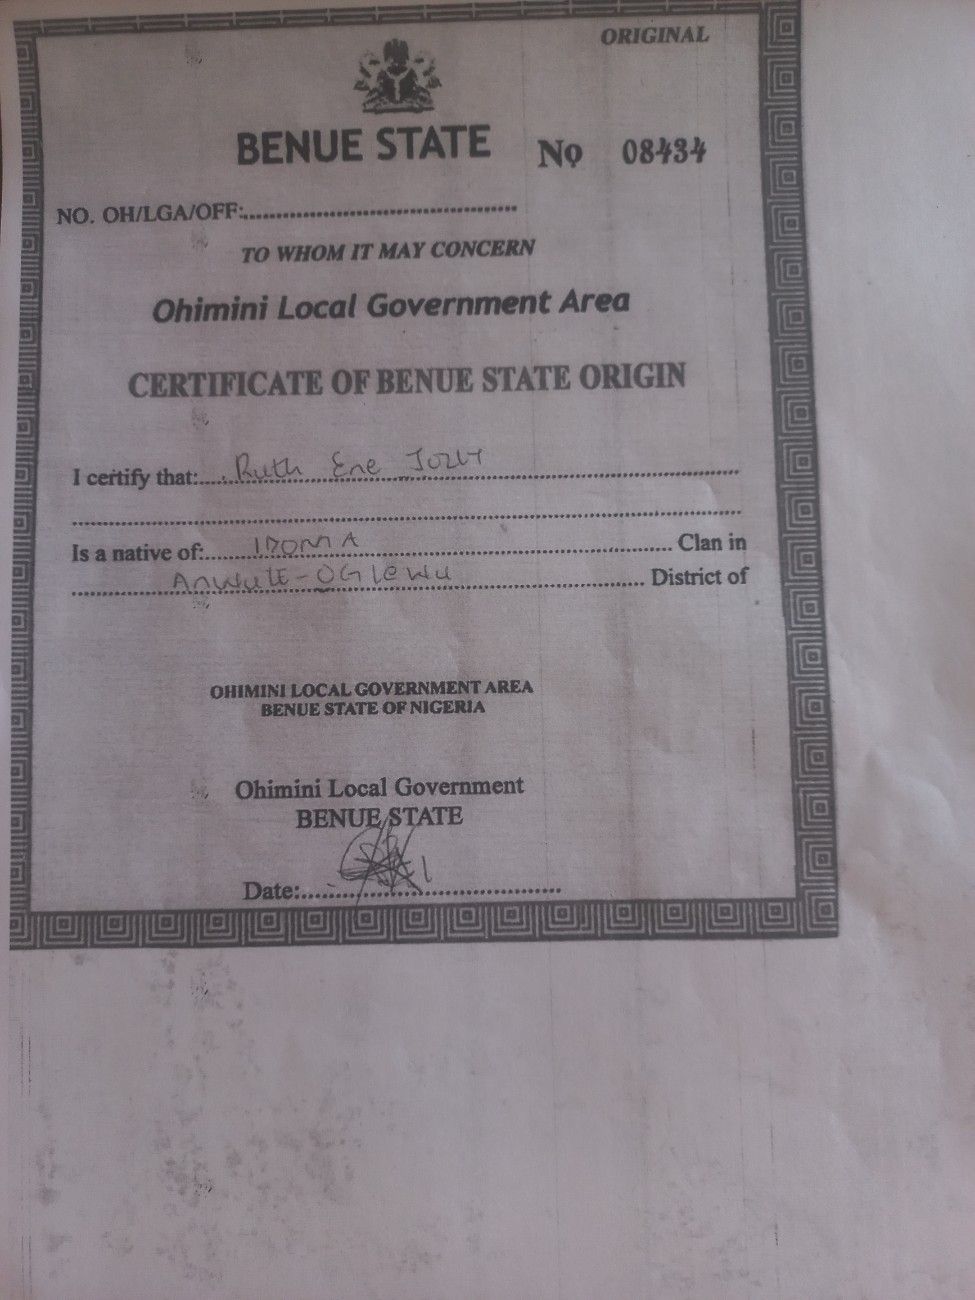 ORIGINAL
BENUE STATE
No 08434
NO. OH/LGA/OFF:
TO WHOM IT MAY CONCERN
Ohimini Local Government Area
CERTIFICATE OF BENUE STATE ORIGIN
I certify that: Ruth Ene
Is a native of: IDOMA Clan in
District of
OHIMINI LOCAL GOVERNMENT AREA
BENUE STATE OF NIGERIA
Ohimini Local Government
BENUE STATE
Date: